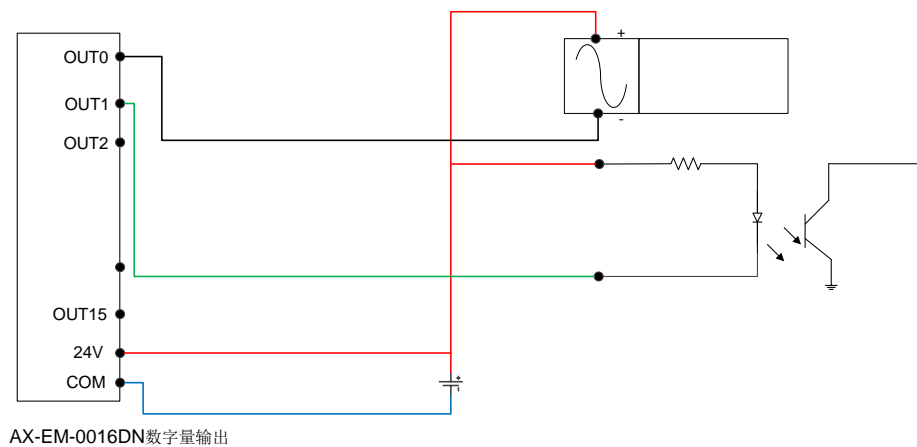 OUT0
OUT1
OUT2
OUT15
24V
COM
+
-
+
-
AX-EM-0016DN数字量输出